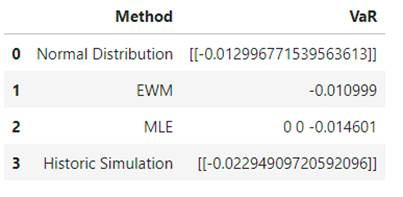 Method VaR
0 Normal Distribution [[-0.012996771539563613]]
1 EWM -0.010999
2 MLE 0 0 -0.014601
3 Historic Simulation [[-0.02294909720592096]]